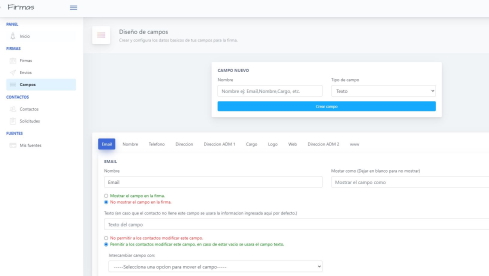 Firmas
PANEL
Inicio
FIRMAS
Firmas
Envios
Campos
CONTACTOS
Contactos
Solicitudes
FUENTES
Mis fuentes
Diseño de campos
Crear y configura los datos basicos de los campos para la firma.
CAMPO NUEVO
Nombre
Tipo de campo
Nombre ej: Email,Nombre,Cargo, etc.
Texto
Crear campo
Email Nombre Telefono Direccion Direccion ADM 1 Cargo Logo Web Direccion ADM 2 www
EMAIL
Nombre
Mostrar como (Dejar en blanco para no mostrar)
Email
Mostrar el campo como
Mostrar el campo en la firma.
No mostrar el campo en la firma.
Texto (en caso que el contacto no tiene este campo se usara la informacion ingresada aqui por defecto.)
Texto del campo
No permitir a los contactos modificar este campo.
Permitir a los contactos modificar este campo, en caso de estar vacio se usara el campo texto.
Intercambiar campo con:
-----Selecciona una opcion para mover el campo-----